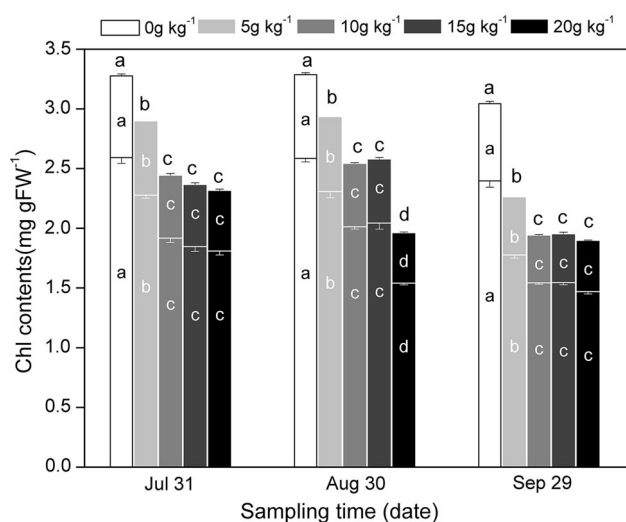 0g kg-1 5g kg-1 10g kg-1 15g kg-1 20g kg-1
3.5
3.0
2.5
2.0
1.5
1.0
0.5
0.0
Chl contents(mg gFW-1)
a b c c c
a b c c c
a b c c c
a b c c d
a b c c d
a b c c d
a b c c c
a b c c c
a b c c c
Jul 31 Aug 30 Sep 29
Sampling time (date)